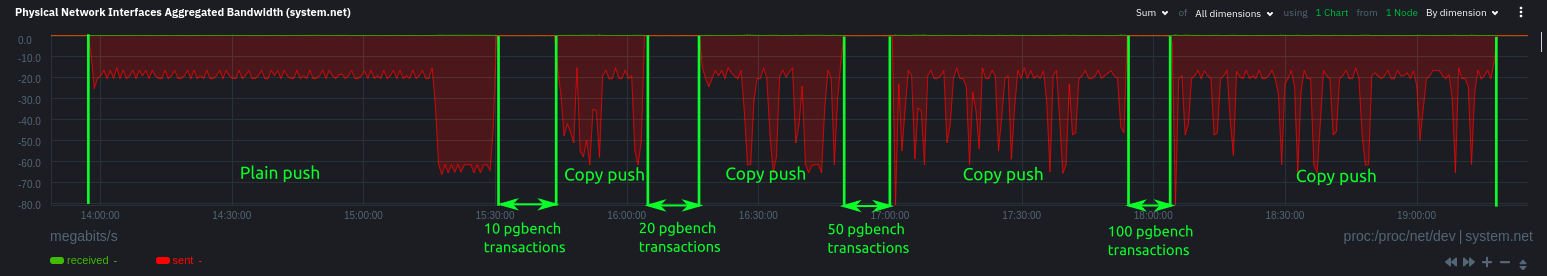 Physical Network Interfaces Aggregated Bandwidth (system.net)
Sum of All dimensions using 1 Chart from 1 Node By dimension
0.0
-10.0
-20.0
-30.0
-40.0
-50.0
-60.0
-70.0
-80.0
Plain push
Copy push
Copy push
Copy push
Copy push
14:00:00 14:30:00 15:00:00 15:30:00 16:00:00 16:30:00 17:00:00 17:30:00 18:00:00 18:30:00 19:00:00
10 pgbench
transactions
20 pgbench
transactions
50 pgbench
transactions
100 pgbench
transactions
megabits/s
proc:/proc/net/dev | system.net
received -
sent -